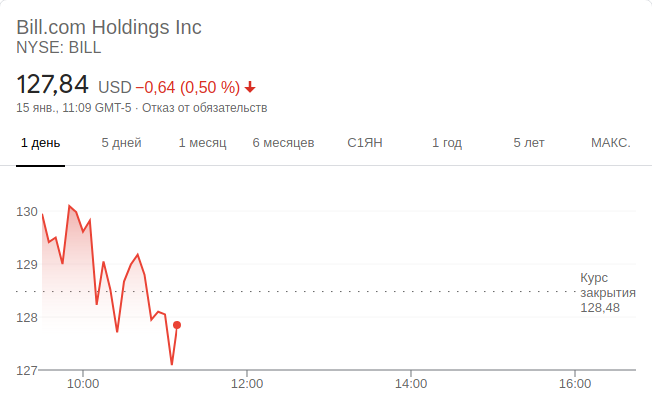 Bill.com Holdings Inc
NYSE: BILL
127,84 USD −0,64 (0,50 %)
15 янв., 11:09 GMT-5 · Отказ от обязательств
1 день 5 дней 1 месяц 6 месяцев С1ЯН 1 год 5 лет МАКС.
130
129
Курс
закрытия
128,48
128
127
10:00 12:00 14:00 16:00